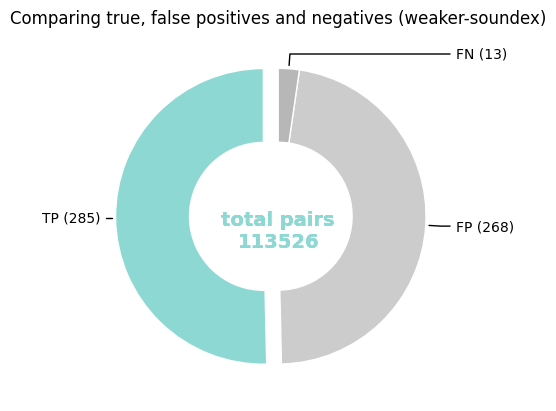 Comparing true, false positives and negatives (weaker-soundex)
FN (13)
TP (285)
total pairs
113526
FP (268)